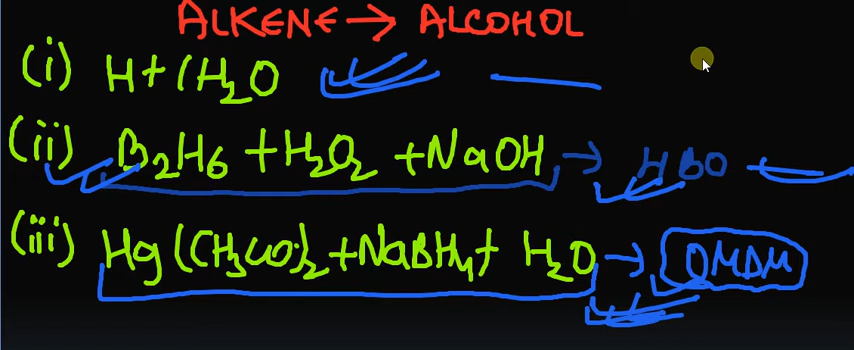 ALKENE → ALCOHOL
(i) H+/H2O
(ii) B2H6 + H2O2 + NaOH → HBO
(iii) Hg(CH3COO)2 + NaBH4 + H2O → OMDM